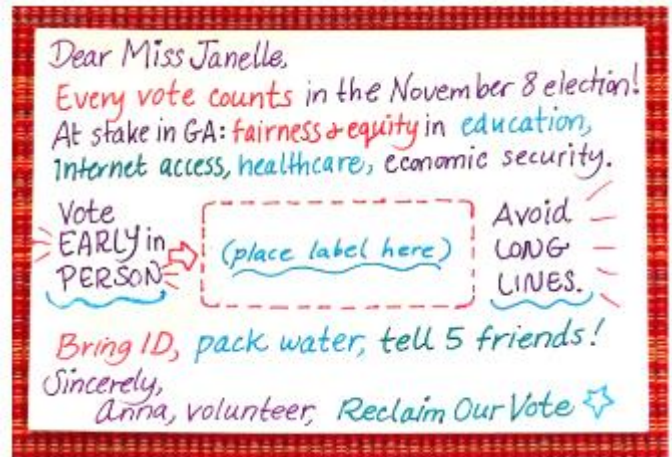 Dear Miss Janelle,
Every vote counts in the November 8 election!
At stake in GA: fairness & equity in education,
Internet access, healthcare, economic security.
Vote
EARLY in
PERSON
(place label here)
Avoid
LONG
LINES.
Bring ID, pack water, tell 5 friends!
Sincerely,
Anna, volunteer, Reclaim Our Vote